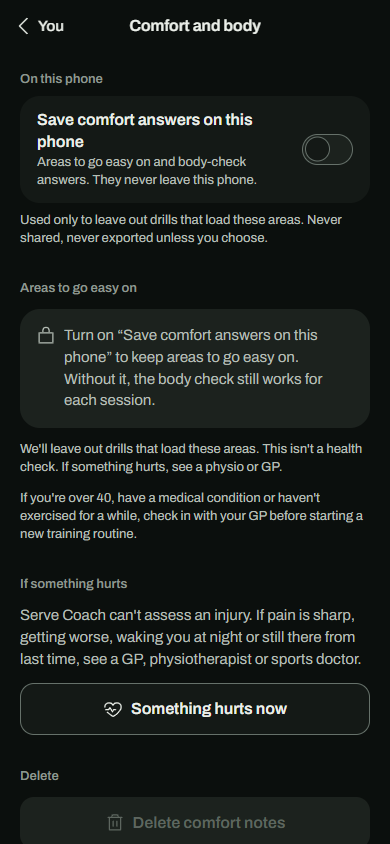 You
Comfort and body
On this phone
Save comfort answers on this
phone
Areas to go easy on and body-check
answers. They never leave this phone.
Used only to leave out drills that load these areas. Never
shared, never exported unless you choose.
Areas to go easy on
Turn on “Save comfort answers on this
phone” to keep areas to go easy on.
Without it, the body check still works for
each session.
We'll leave out drills that load these areas. This isn't a health
check. If something hurts, see a physio or GP.
If you're over 40, have a medical condition or haven't
exercised for a while, check in with your GP before starting a
new training routine.
If something hurts
Serve Coach can't assess an injury. If pain is sharp,
getting worse, waking you at night or still there from
last time, see a GP, physiotherapist or sports doctor.
Something hurts now
Delete
Delete comfort notes